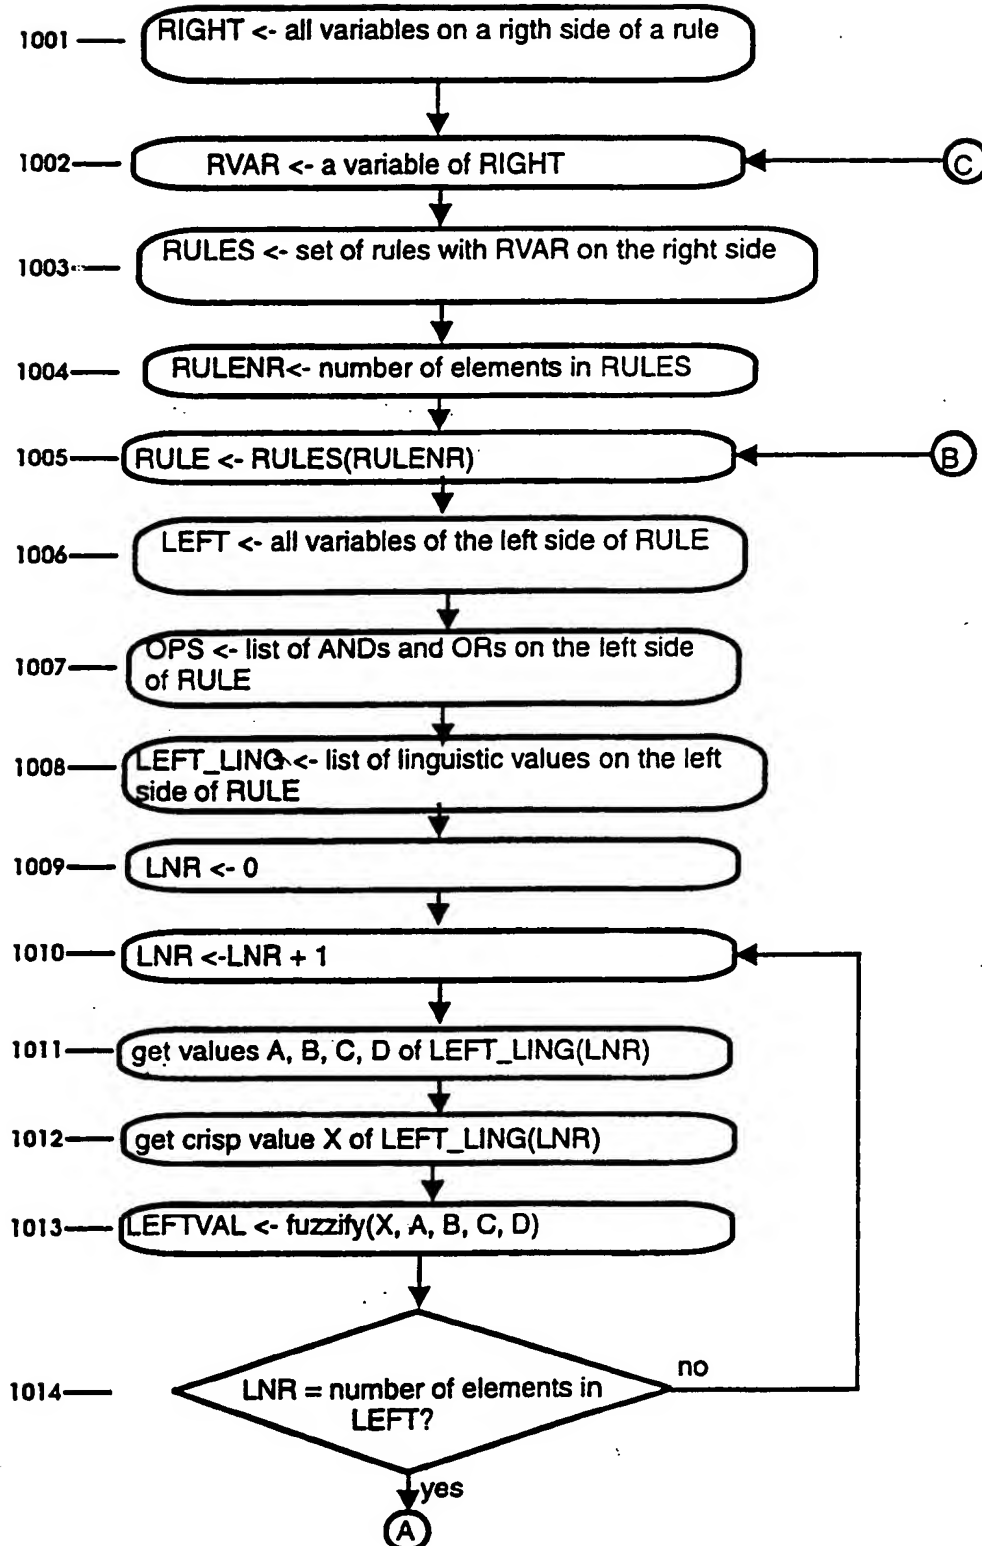 1001 RIGHT <- all variables on a rigth side of a rule
1002 RVAR <- a variable of RIGHT
C
1003 RULES <- set of rules with RVAR on the right side
1004 RULENR<- number of elements in RULES
1005 RULE <- RULES(RULENR)
B
1006 LEFT <- all variables of the left side of RULE
1007 OPS <- list of ANDs and ORs on the left side
of RULE
1008 LEFT_LING <- list of linguistic values on the left
side of RULE
1009 LNR <- 0
1010 LNR <-LNR + 1
1011 get values A, B, C, D of LEFT_LING(LNR)
1012 get crisp value X of LEFT_LING(LNR)
1013 LEFTVAL <- fuzzify(X, A, B, C, D)
no
1014 LNR = number of elements in
LEFT?
yes
A